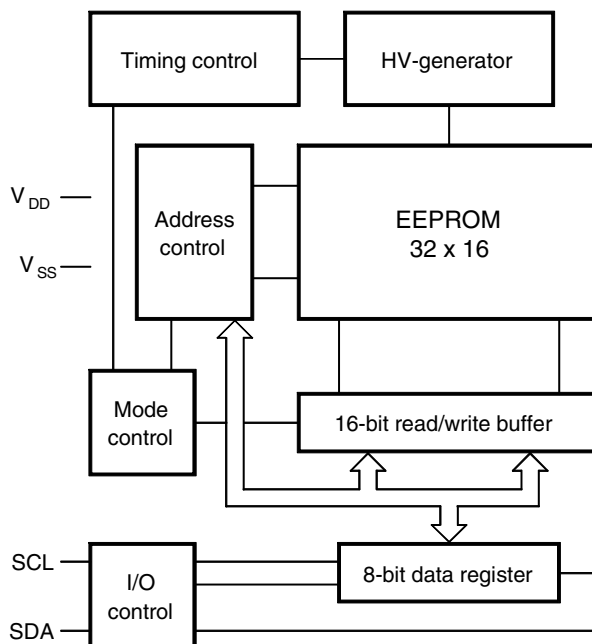 Timing control
HV-generator
V DD
Address
control
EEPROM
32 x 16
V SS
Mode
control
16-bit read/write buffer
SCL
I/O
control
8-bit data register
SDA